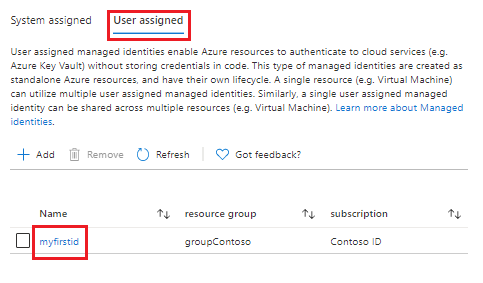 System assigned User assigned
User assigned managed identities enable Azure resources to authenticate to cloud services (e.g.
Azure Key Vault) without storing credentials in code. This type of managed identities are created as
standalone Azure resources, and have their own lifecycle. A single resource (e.g. Virtual Machine)
can utilize multiple user assigned managed identities. Similarly, a single user assigned managed
identity can be shared across multiple resources (e.g. Virtual Machine). Learn more about Managed
identities.
Add Remove Refresh Got feedback?
Name resource group subscription
myfirstid groupContoso Contoso ID